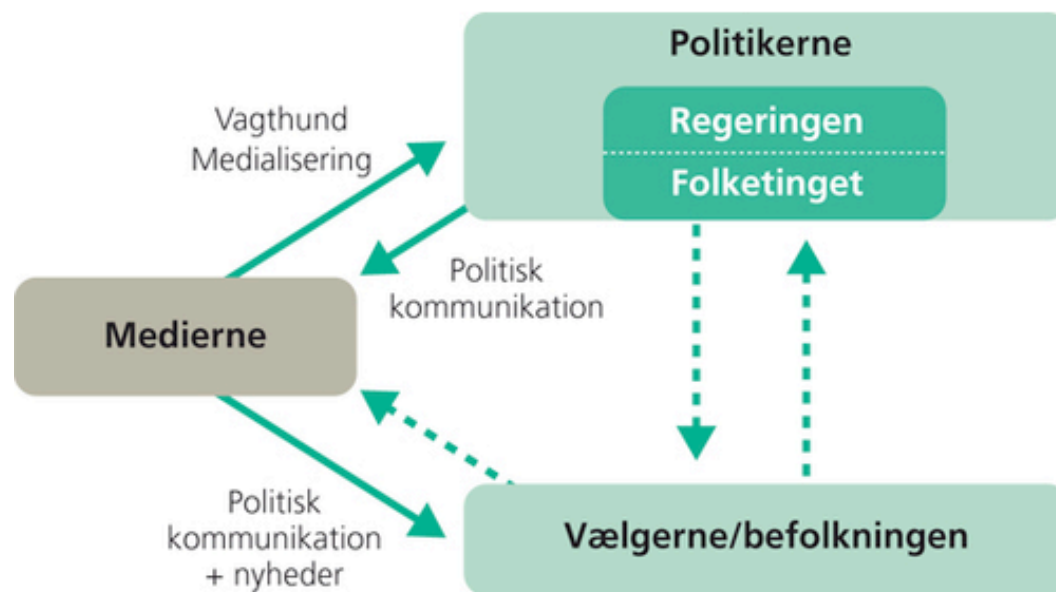 Politikerne
Regeringen
Folketinget
Vagthund
Medialisering
Politisk
kommunikation
Medierne
Politisk
kommunikation
+ nyheder
Vælgerne/befolkningen